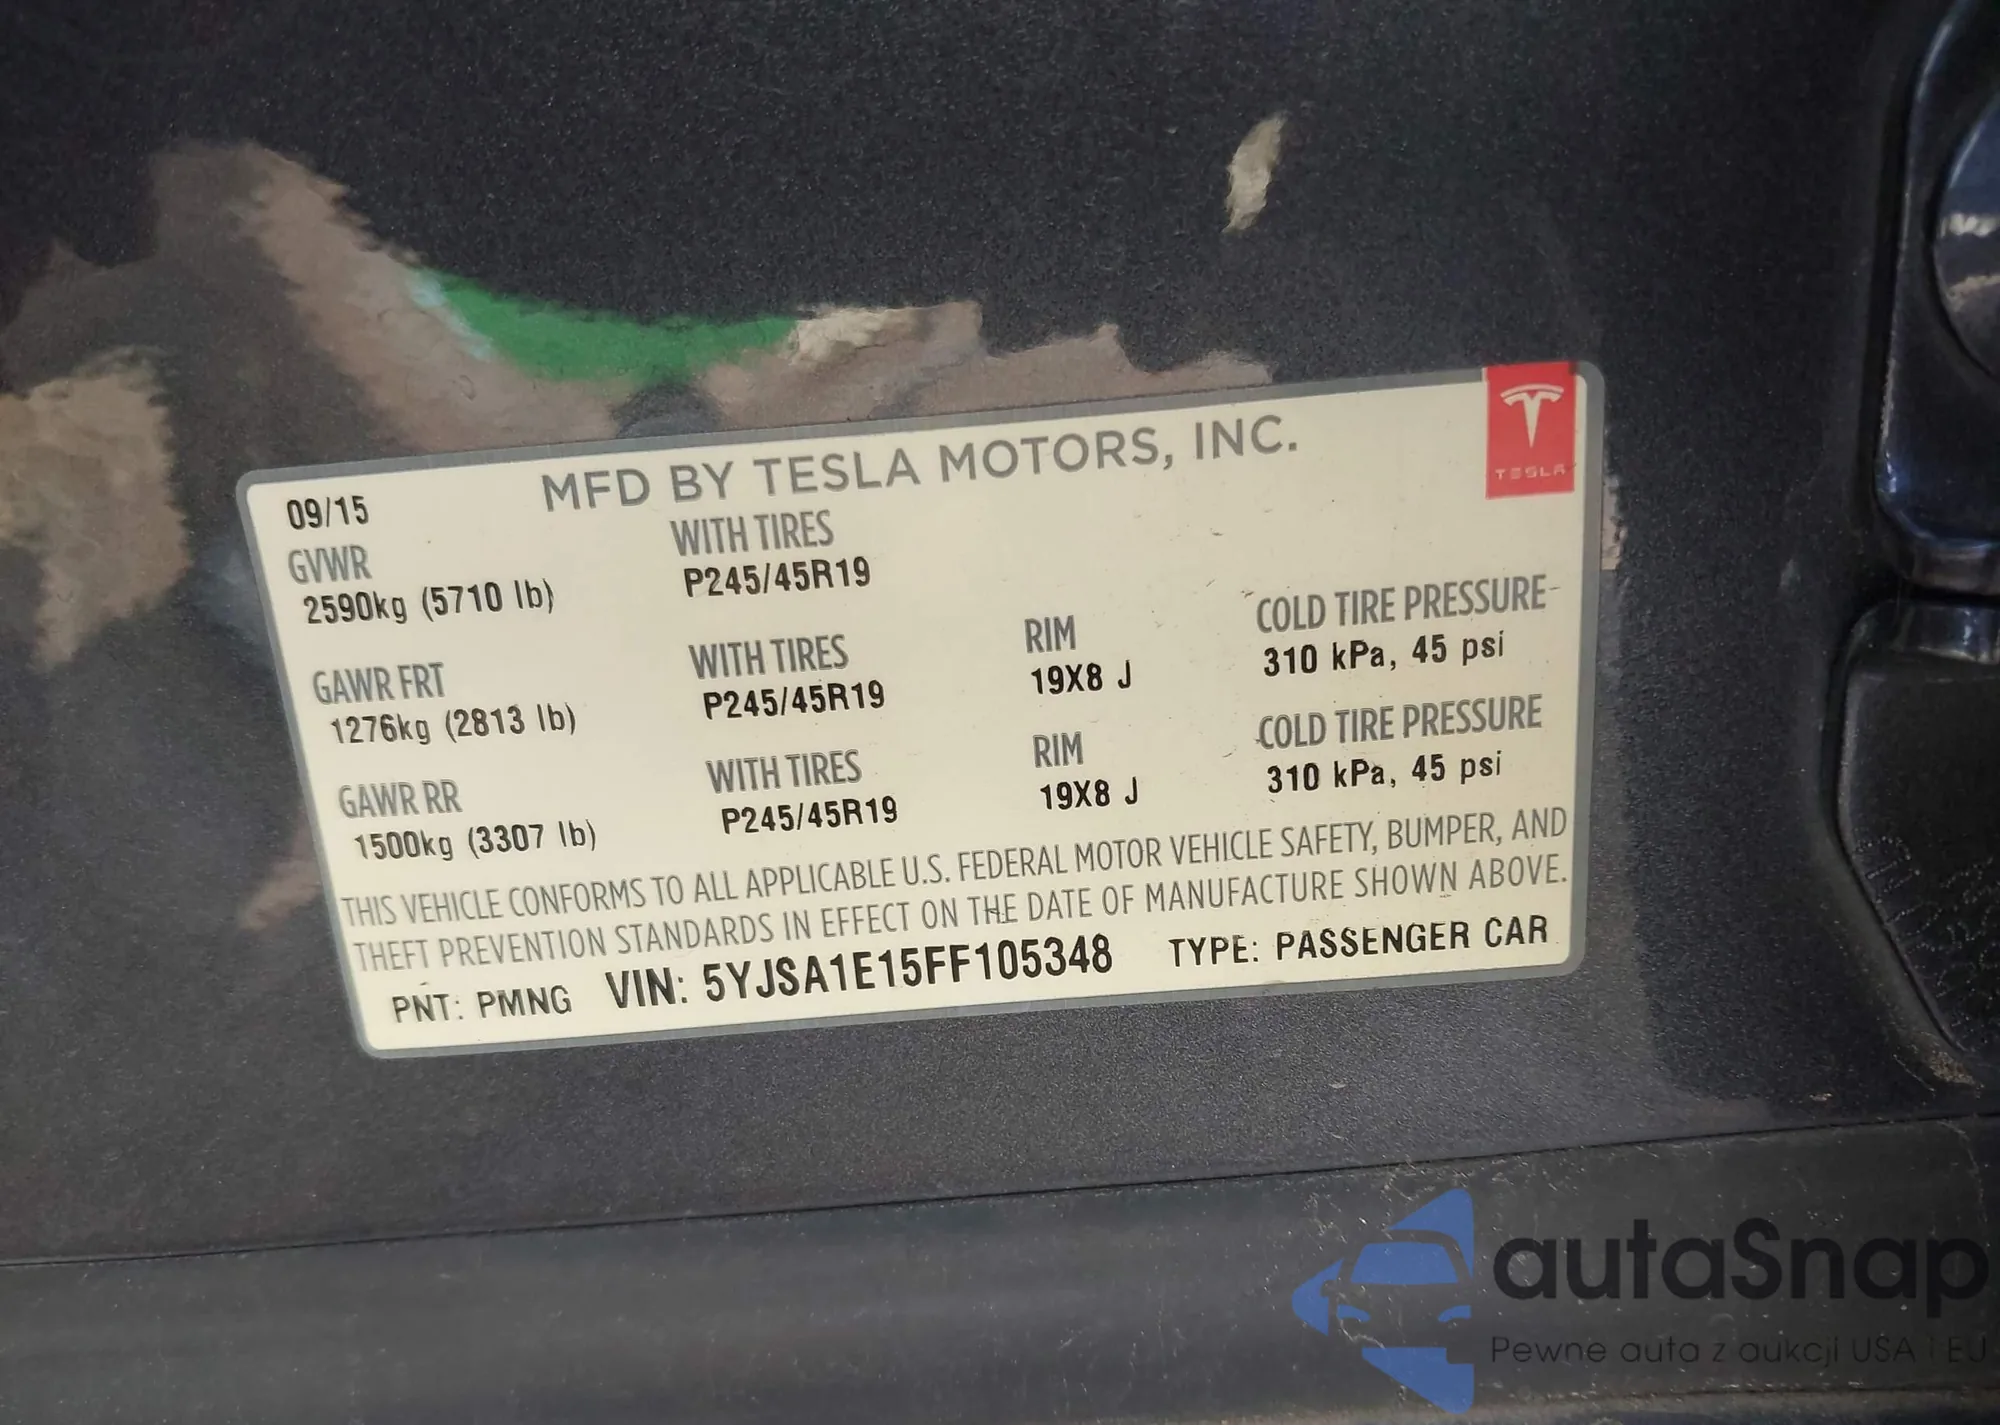 MFD BY TESLA MOTORS, INC.
TESLA
09/15
GVWR WITH TIRES
2590kg (5710 lb) P245/45R19
GAWR FRT WITH TIRES RIM COLD TIRE PRESSURE
1276kg (2813 lb) P245/45R19 19X8 J 310 kPa, 45 psi
GAWR RR WITH TIRES RIM COLD TIRE PRESSURE
1500kg (3307 lb) P245/45R19 19X8 J 310 kPa, 45 psi
THIS VEHICLE CONFORMS TO ALL APPLICABLE U.S. FEDERAL MOTOR VEHICLE SAFETY, BUMPER, AND
THEFT PREVENTION STANDARDS IN EFFECT ON THE DATE OF MANUFACTURE SHOWN ABOVE.
PNT: PMNG VIN: 5YJSA1E15FF105348 TYPE: PASSENGER CAR
autaSnap
Pewne auta z aukcji USA i EU